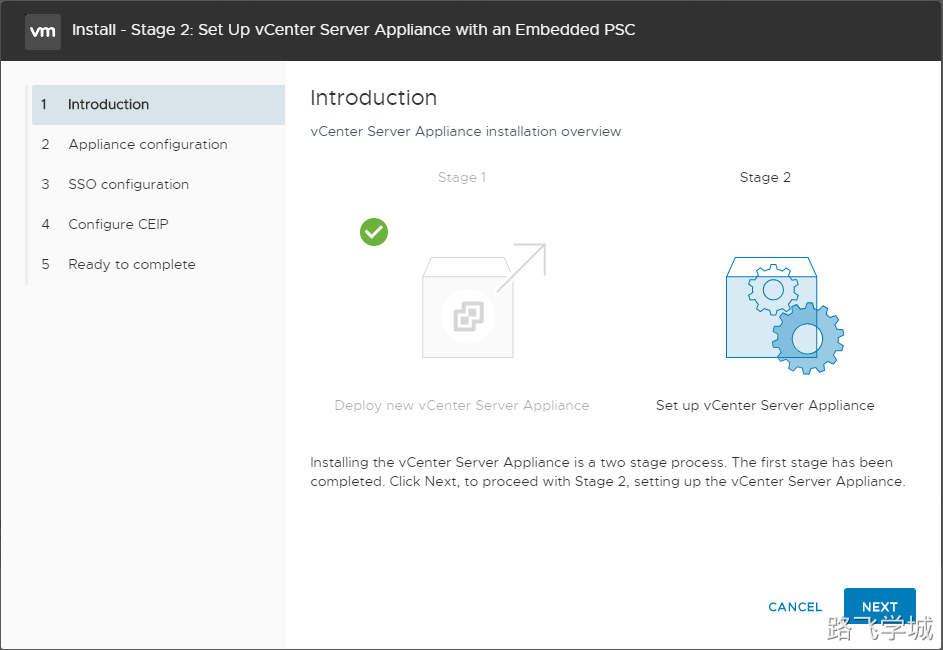 vm Install - Stage 2: Set Up vCenter Server Appliance with an Embedded PSC
1 Introduction
2 Appliance configuration
3 SSO configuration
4 Configure CEIP
5 Ready to complete
Introduction
vCenter Server Appliance installation overview
Stage 1
Stage 2
Deploy new vCenter Server Appliance
Set up vCenter Server Appliance
Installing the vCenter Server Appliance is a two stage process. The first stage has been
completed. Click Next, to proceed with Stage 2, setting up the vCenter Server Appliance.
CANCEL
NEXT
路飞学城